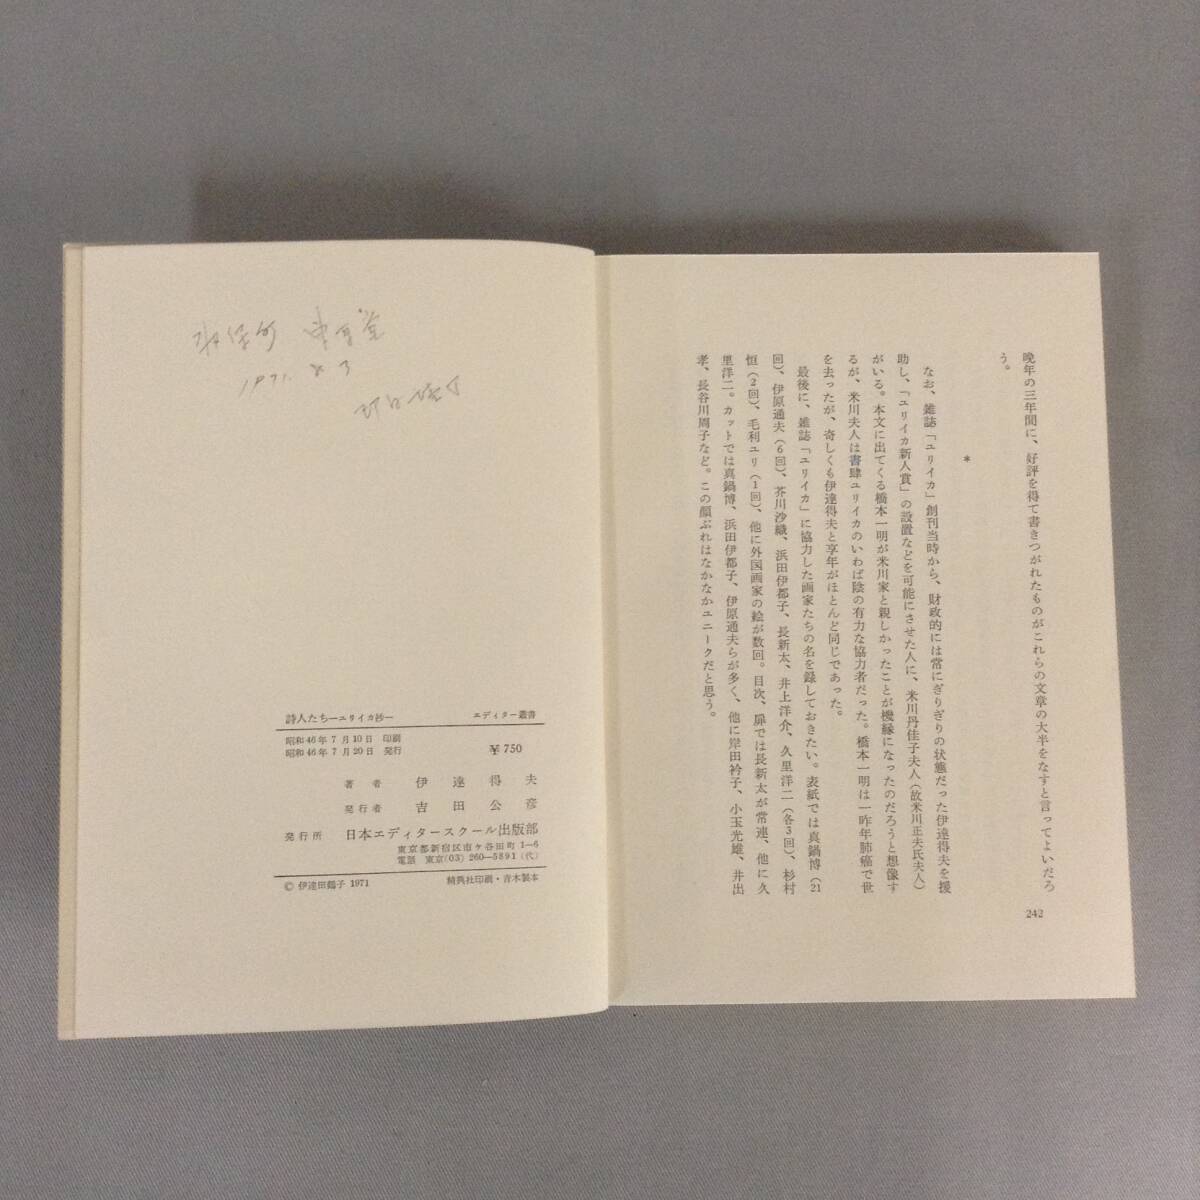 晩年の三年間に、好評を得て書きつがれたものがこれらの文章の大半をなすと言ってよいだろ
う。
*
なお、雑誌「ユリイカ」創刊当時から、財政的には常にぎりぎりの状態だった伊達得夫を援
助し、「ユリイカ新人賞」の設置などを可能にさせた人に、米川丹佳子夫人（故米川正夫氏夫人）
がいる。本文に出てくる橋本一明が米川家と親しかったことが機縁になったのだろうと想像す
るが、米川夫人は書肆ユリイカのいわば陰の有力な協力者だった。橋本一明は一昨年肺癌で世
を去ったが、奇しくも伊達得夫と享年がほとんど同じであった。
最後に、雑誌「ユリイカ」に協力した画家たちの名を録しておきたい。表紙では真鍋博（21
回）、伊原通夫（6回）、芥川沙織、浜田伊都子、長新太、井上洋介、久里洋二（各3回）、杉村
恒（2回）、毛利ユリ（1回）、他に外国画家の絵が数回。目次、扉では長新太が常連、他に久
里洋二。カットでは真鍋博、浜田伊都子、伊原通夫らが多く、他に岸田衿子、小玉光雄、井出
孝、長谷川周子など。この顔ぶれはなかなかユニークだと思う。
242
1971. 8 3
詩人たち—ユリイカ抄— エディター叢書
昭和46年7月10日 印刷
昭和46年7月20日 発行
¥750
著者 伊達得夫
発行者 吉田公彦
発行所 日本エディタースクール出版部
東京都新宿区市ヶ谷田町1-6
電話 東京(03) 260—5891（代）
© 伊達田鶴子 1971 精興社印刷・青木製本